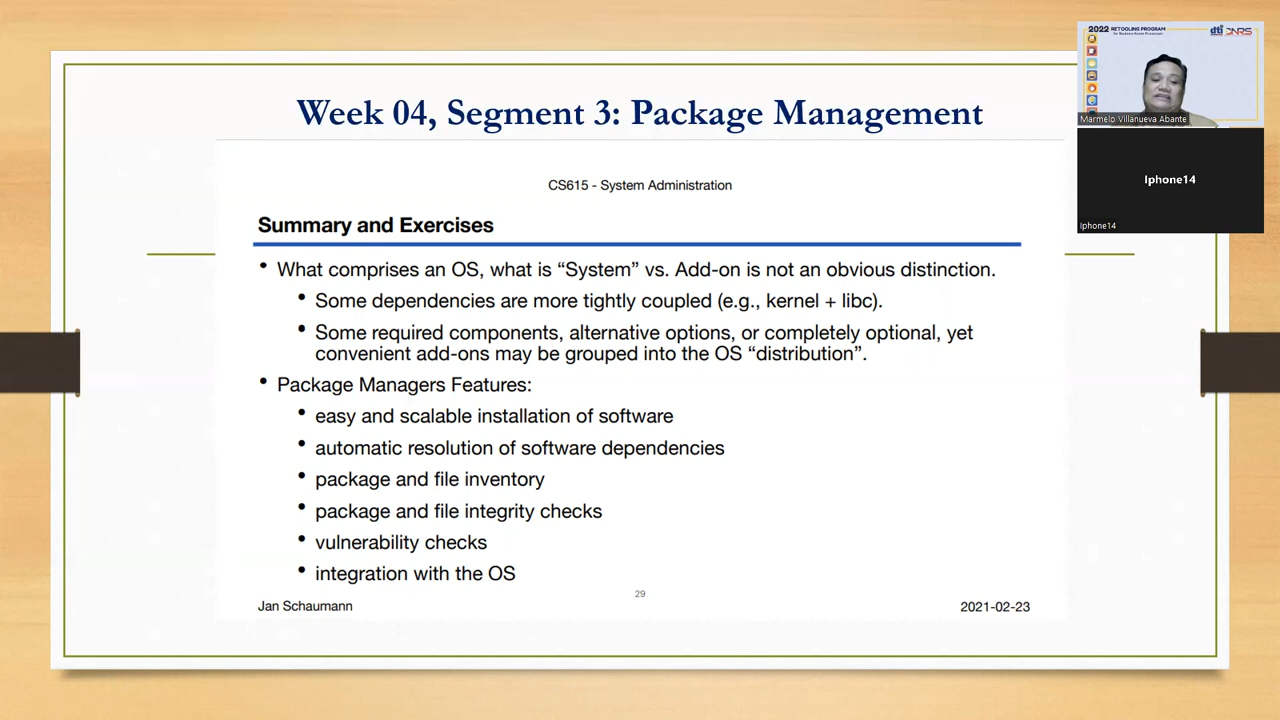 Week 04, Segment 3: Package Management
CS615 - System Administration
Summary and Exercises
• What comprises an OS, what is “System” vs. Add-on is not an obvious distinction.
• Some dependencies are more tightly coupled (e.g., kernel + libc).
• Some required components, alternative options, or completely optional, yet
convenient add-ons may be grouped into the OS “distribution”.
• Package Managers Features:
• easy and scalable installation of software
• automatic resolution of software dependencies
• package and file inventory
• package and file integrity checks
• vulnerability checks
• integration with the OS
29
Jan Schaumann
2021-02-23
2022 RETOOLING PROGRAM
dti
Marmelo Villanueva Abante
Iphone14
Iphone14